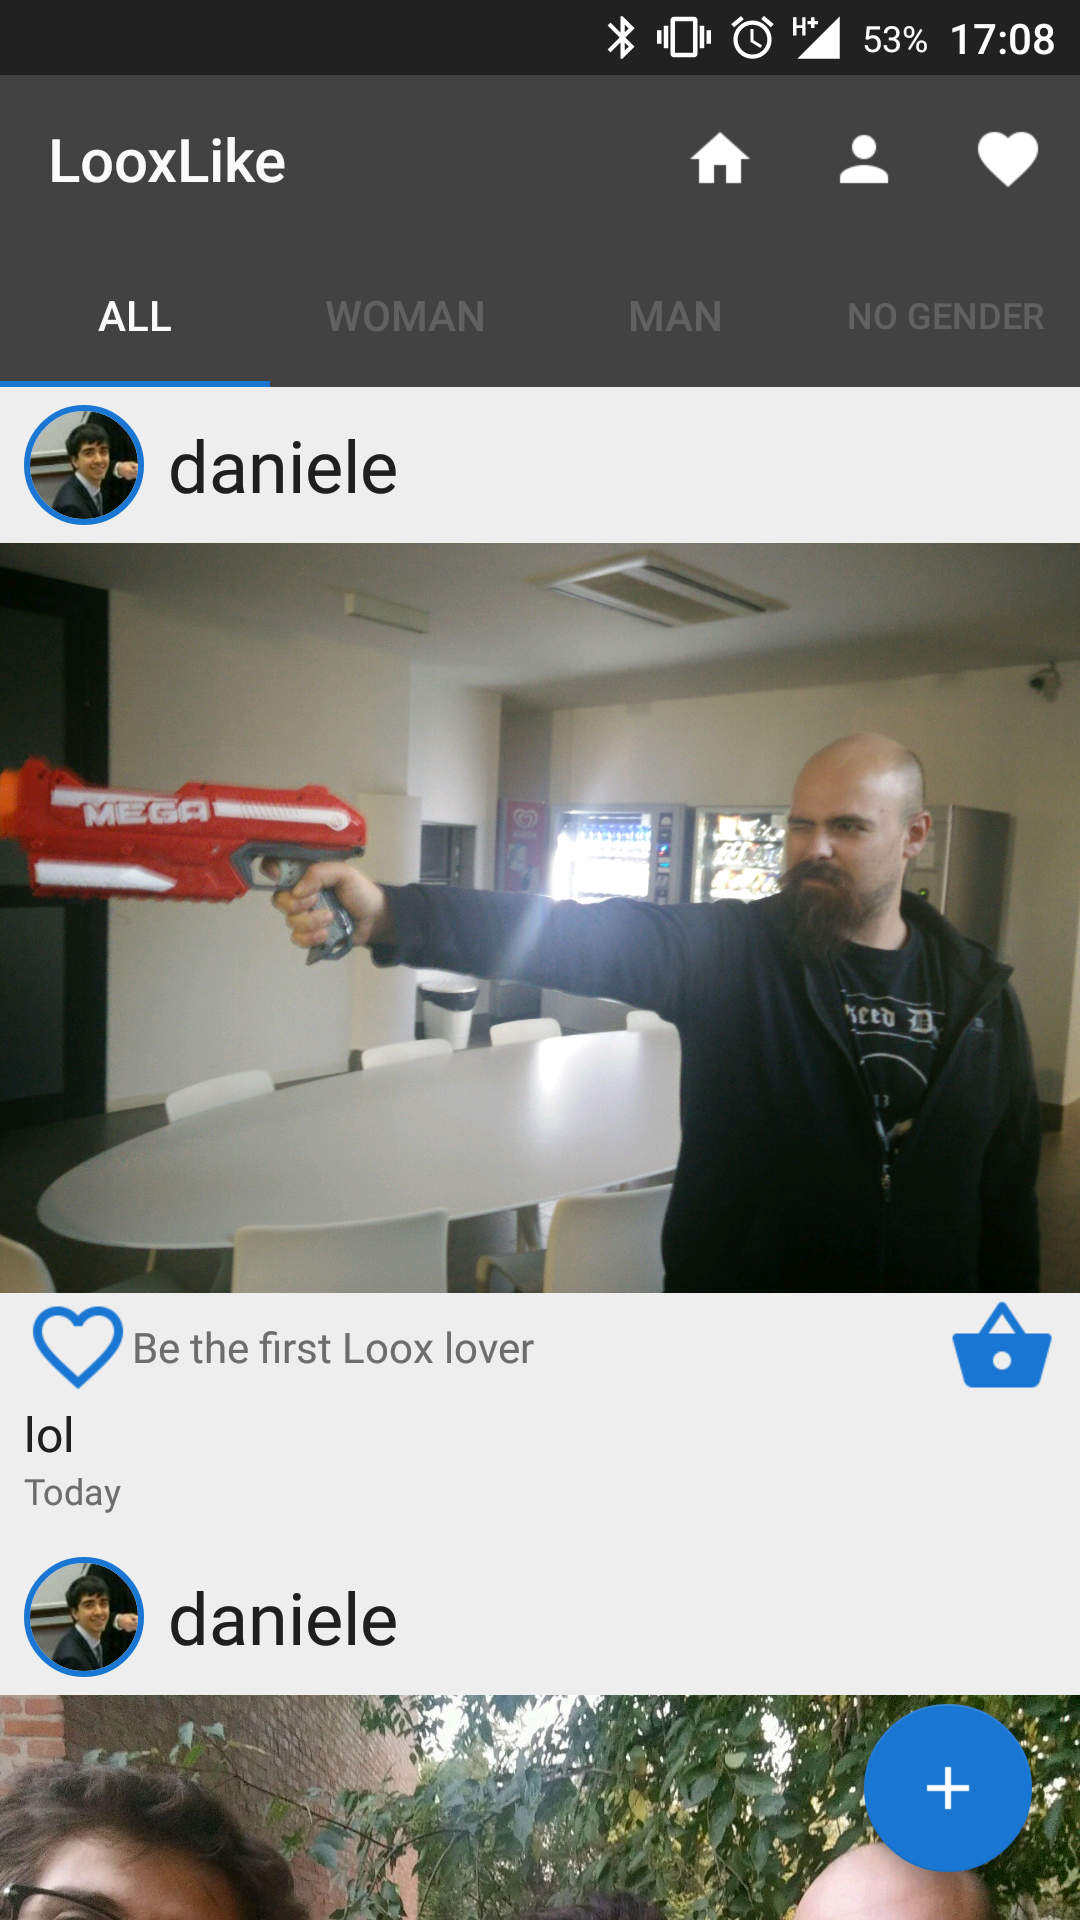 H+ 53% 17:08
LooxLike
ALL WOMAN MAN NO GENDER
daniele
MEGA
Be the first Loox lover
lol
Today
daniele